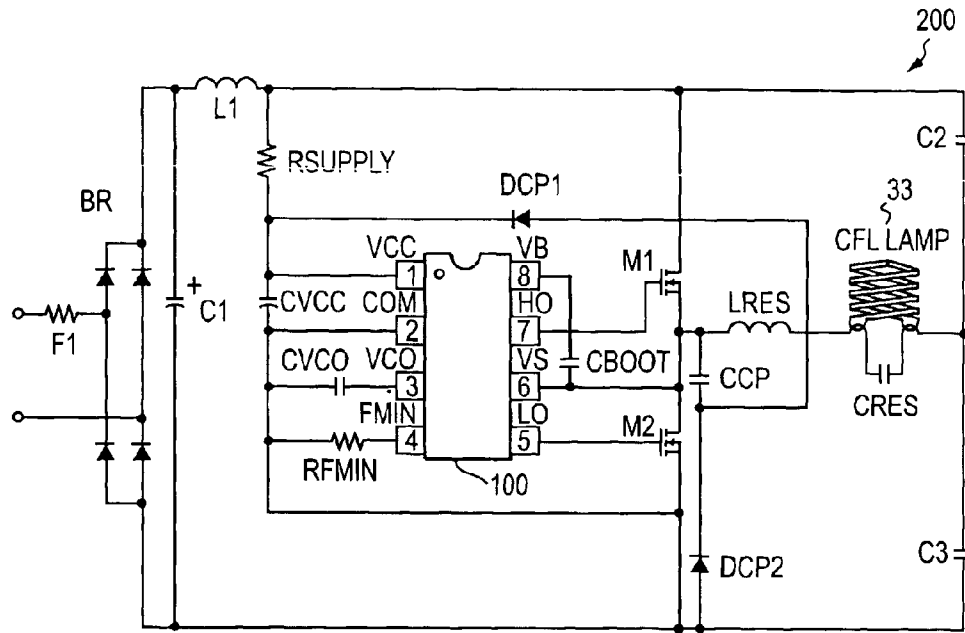 200
L1
C2
RSUPPLY
33
DCP1
BR
CFL LAMP
VCC
VB
M1
1
8
LRES
+
C1
CVCC
COM
HO
2
7
F1
CVCO
VCO
VS
CBOOT
CCP
3
6
CRES
FMIN
LO
M2
4
5
RFMIN
100
C3
DCP2